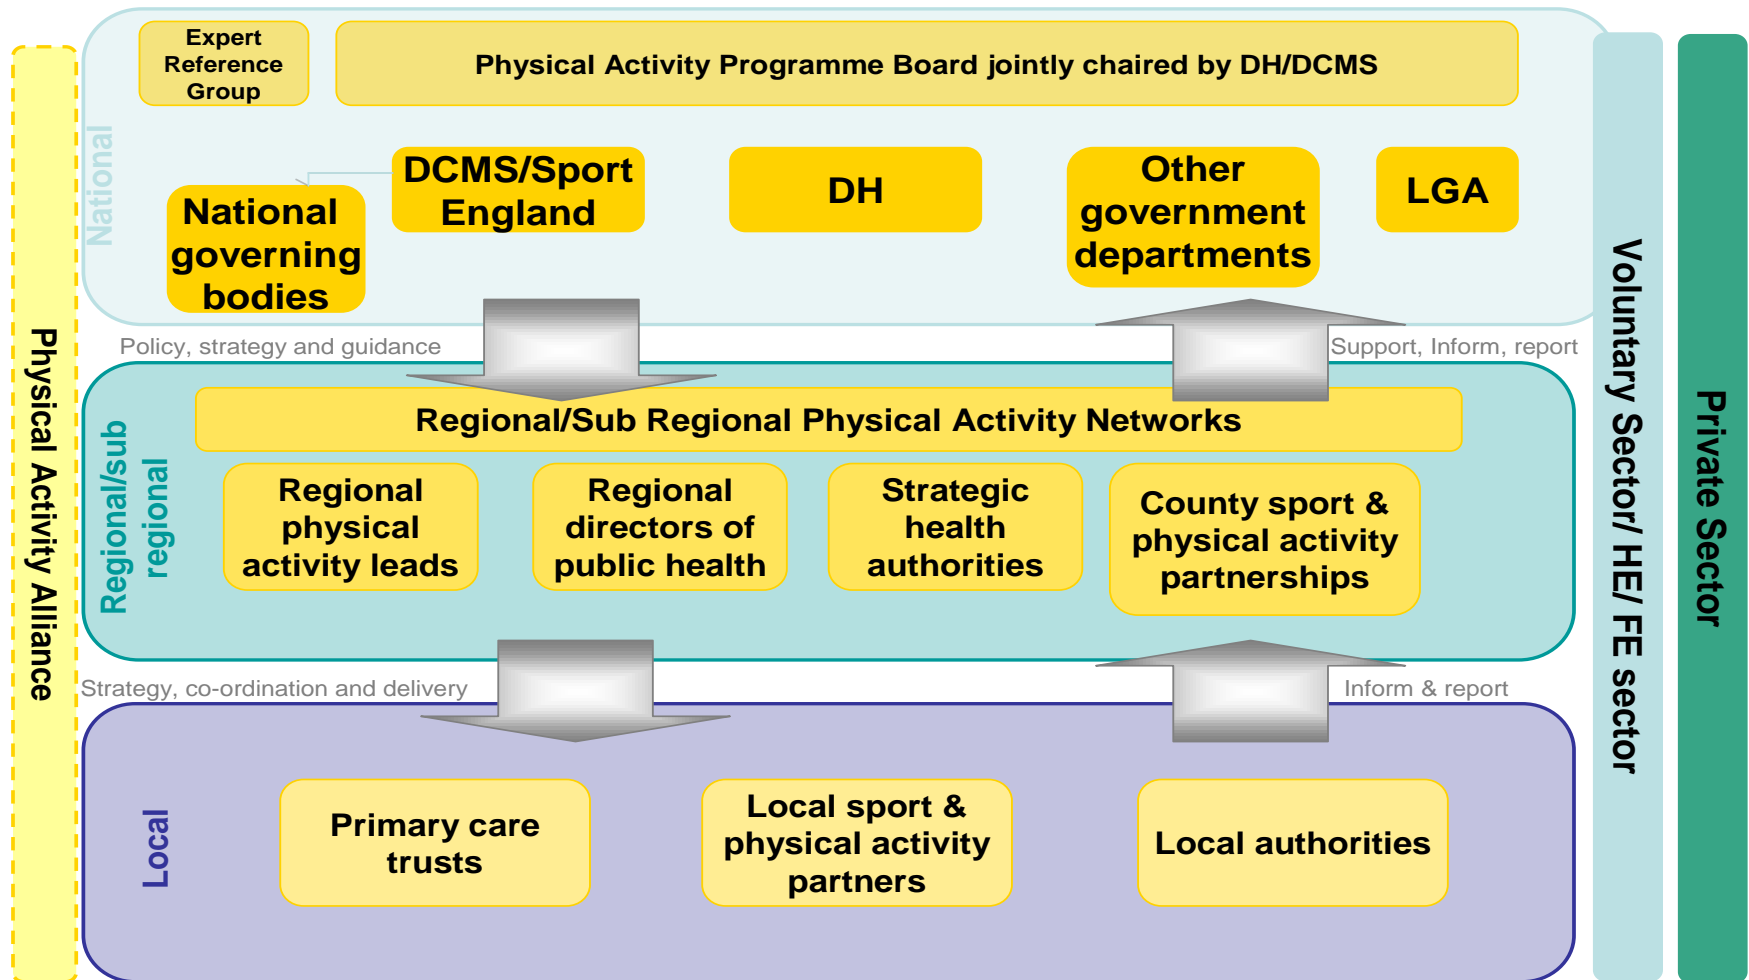 Expert
Reference
Group
Physical Activity Programme Board jointly chaired by DH/DCMS
National
National
governing
bodies
DCMS/Sport
England
DH
Other
government
departments
LGA
Policy, strategy and guidance
Support, Inform, report
Physical Activity Alliance
Regional/sub
regional
Regional/Sub Regional Physical Activity Networks
Regional
physical
activity leads
Regional
directors of
public health
Strategic
health
authorities
County sport &
physical activity
partnerships
Voluntary Sector/ HE/ FE sector
Private Sector
Strategy, co-ordination and delivery
Inform & report
Local
Primary care
trusts
Local sport &
physical activity
partners
Local authorities